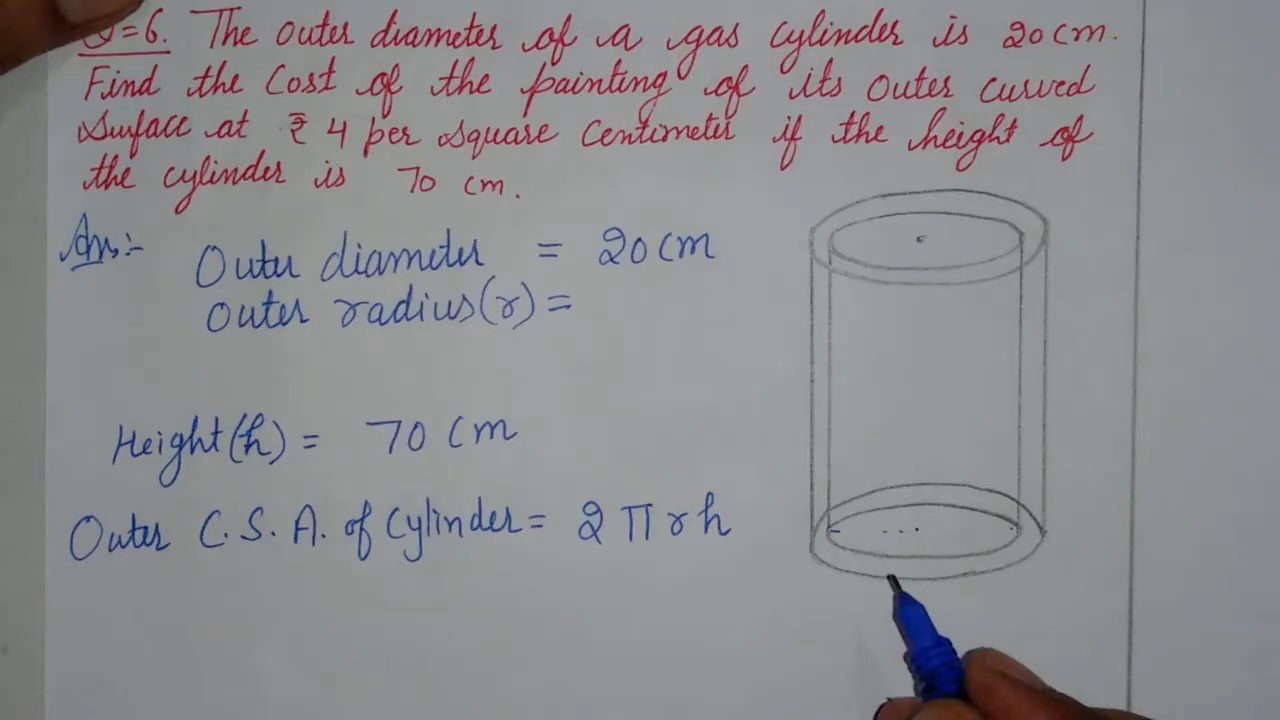 Q=6. The outer diameter of a gas cylinder is 20 cm.
Find the cost of the painting of its outer curved
surface at ₹ 4 per square centimeter if the height of
the cylinder is 70 cm.
Ans:- Outer diameter = 20 cm
Outer radius(r) =
Height(h) = 70 cm
Outer C.S.A. of Cylinder = 2πrh